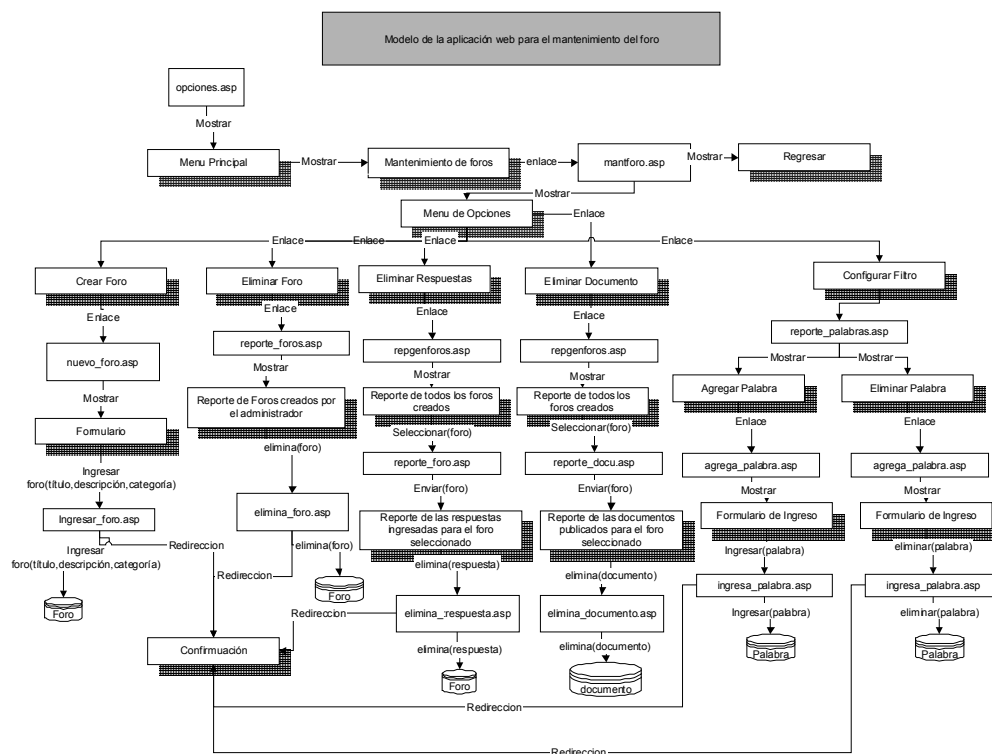 Modelo de la aplicación web para el mantenimiento del foro
opciones.asp
Mostrar
Menu Principal
Mostrar
Mantenimiento de foros
enlace
mantforo.asp
Mostrar
Regresar
Mostrar
Menu de Opciones
Enlace
Enlace
Enlace
Enlace
Enlace
Crear Foro
Eliminar Foro
Eliminar Respuestas
Eliminar Documento
Configurar Filtro
Enlace
Enlace
Enlace
Enlace
nuevo_foro.asp
reporte_foros.asp
repgenforos.asp
repgenforos.asp
reporte_palabras.asp
Mostrar
Mostrar
Mostrar
Mostrar
Mostrar
Mostrar
Formulario
Reporte de Foros creados por
el administrador
Reporte de todos los foros
creados
Reporte de todos los
foros creados
Agregar Palabra
Eliminar Palabra
Enlace
Enlace
Ingresar
foro(título,descripción,categoría)
elimina(foro)
Seleccionar(foro)
Seleccionar(foro)
reporte_foro.asp
reporte_docu.asp
agrega_palabra.asp
agrega_palabra.asp
Enviar(foro)
Enviar(foro)
Mostrar
Mostrar
Ingresar_foro.asp
elimina_foro.asp
Reporte de las respuestas
ingresadas para el foro
seleccionado
Reporte de las documentos
publicados para el foro
seleccionado
Formulario de Ingreso
Formulario de Ingreso
Ingresar
foro(título,descripción,categoría)
Redireccion
elimina(foro)
Redireccion
elimina(respuesta)
elimina(documento)
Ingresar(palabra)
eliminar(palabra)
Foro
Foro
Redireccion
elimina_:respuesta.asp
elimina_documento.asp
ingresa_palabra.asp
ingresa_palabra.asp
Ingresar(palabra)
eliminar(palabra)
Confirmuación
elimina(respuesta)
elimina(documento)
Foro
documento
Palabra
Palabra
Redireccion
Redireccion